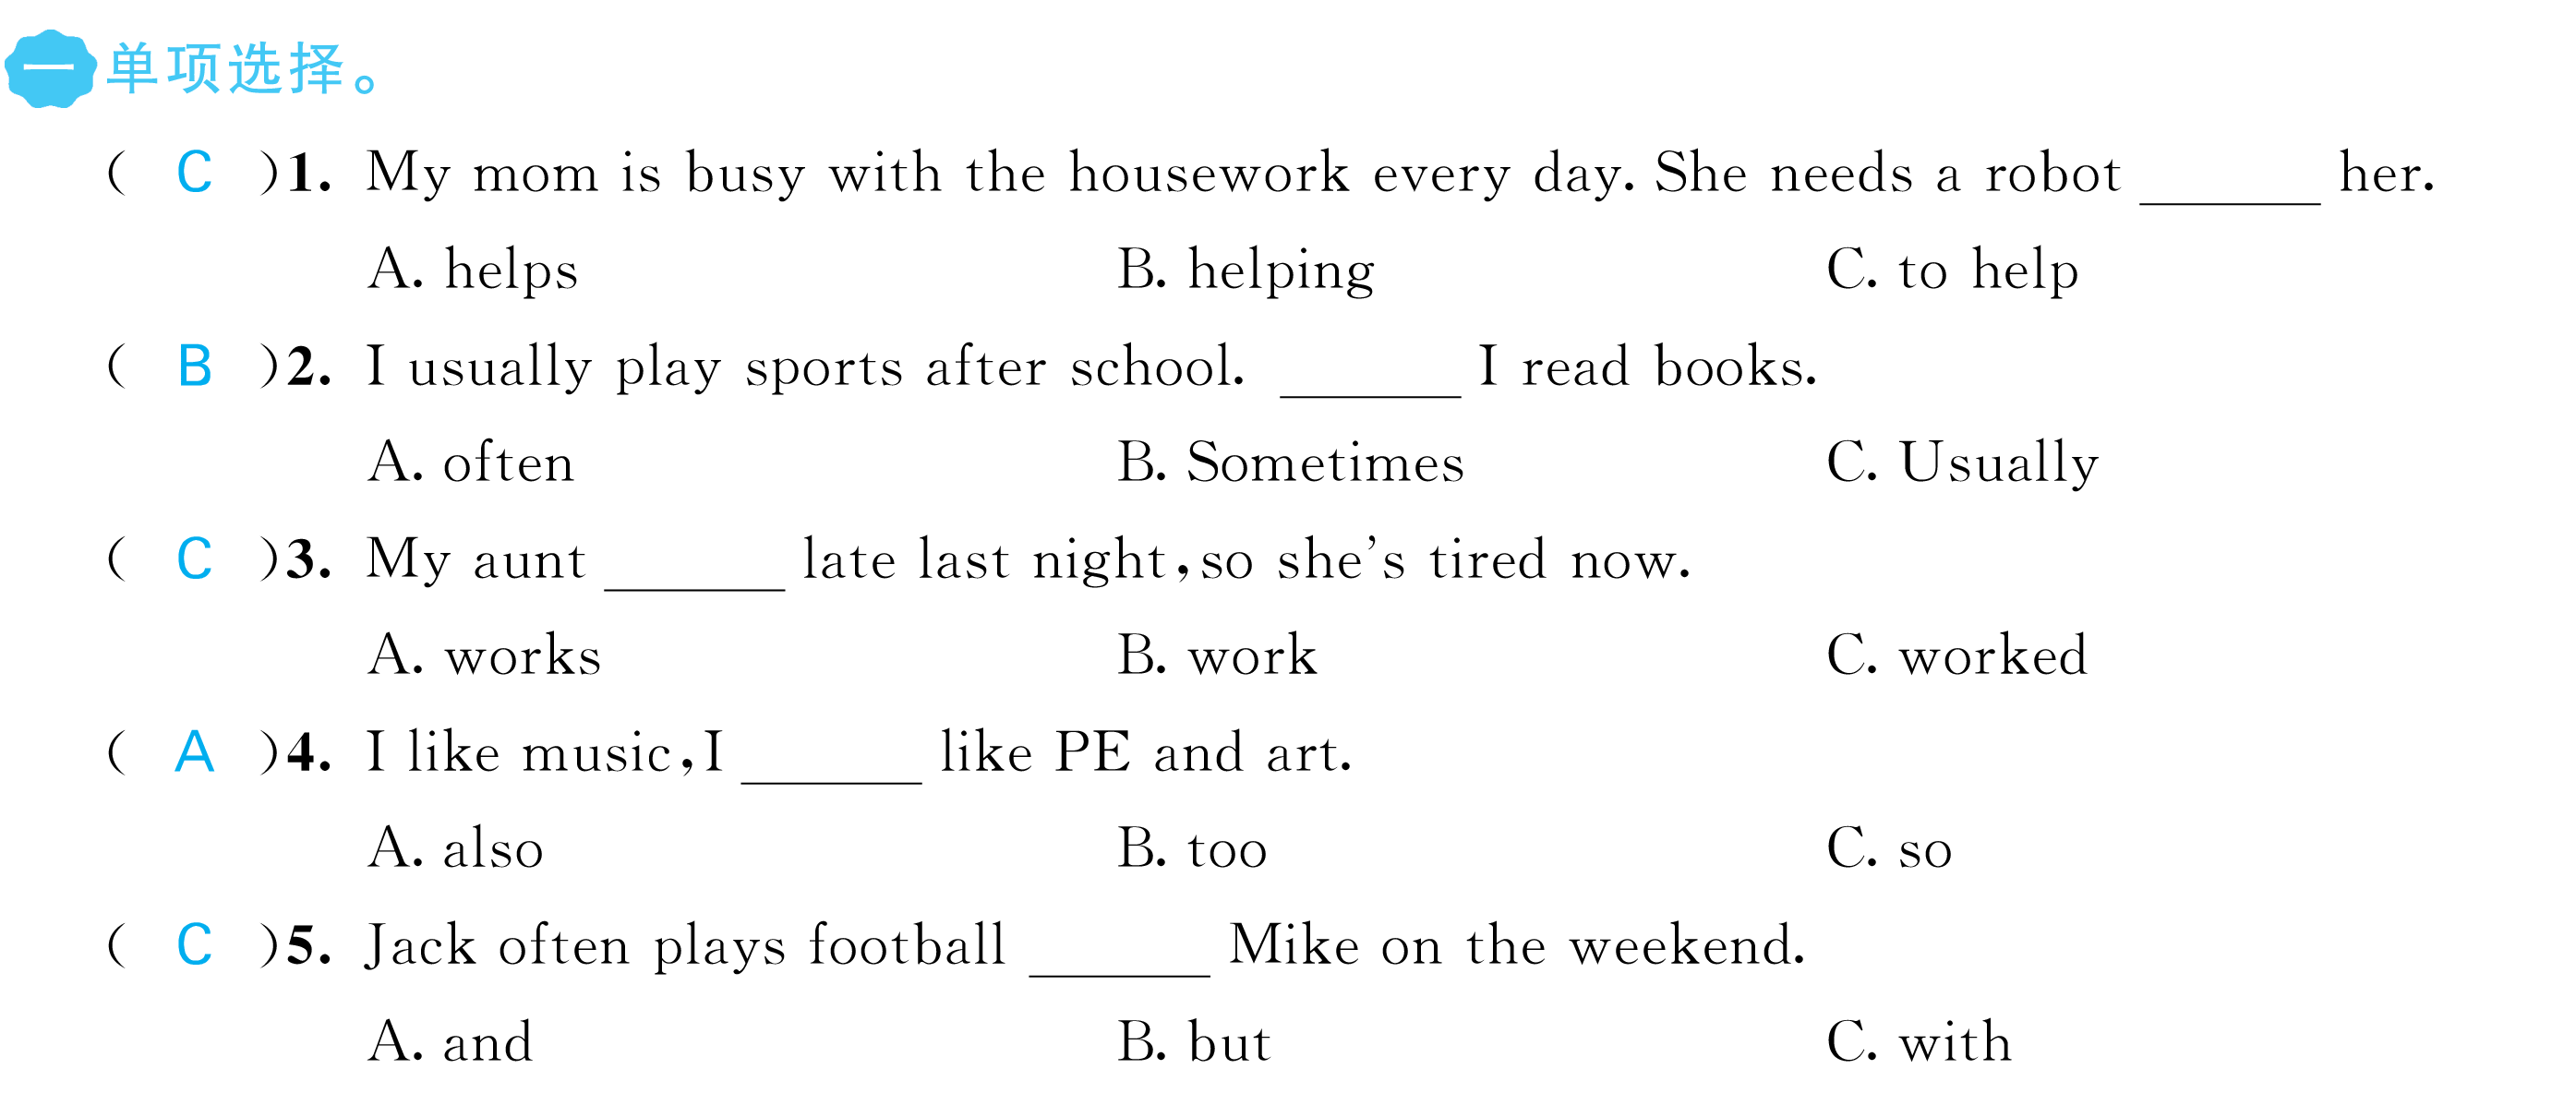 一 单项选择。
( C )1. My mom is busy with the housework every day. She needs a robot ______ her.
A. helps B. helping C. to help
( B )2. I usually play sports after school. ______ I read books.
A. often B. Sometimes C. Usually
( C )3. My aunt ______ late last night,so she's tired now.
A. works B. work C. worked
( A )4. I like music,I ______ like PE and art.
A. also B. too C. so
( C )5. Jack often plays football ______ Mike on the weekend.
A. and B. but C. with